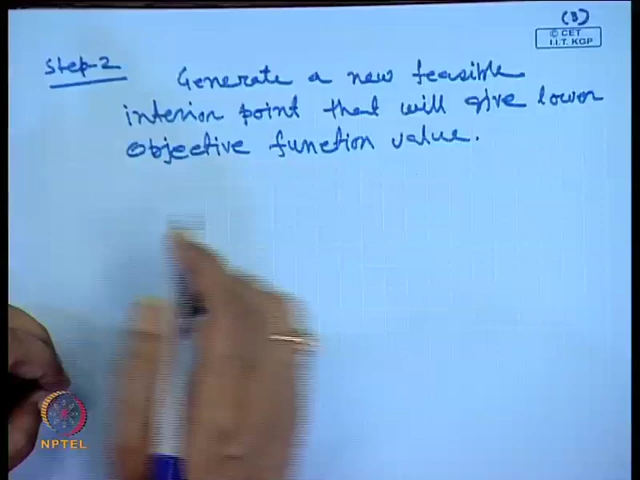 (3)
© CET
I.I.T. KGP
Step-2 Generate a new feasible
interior point that will give lower
objective function value.
NPTEL